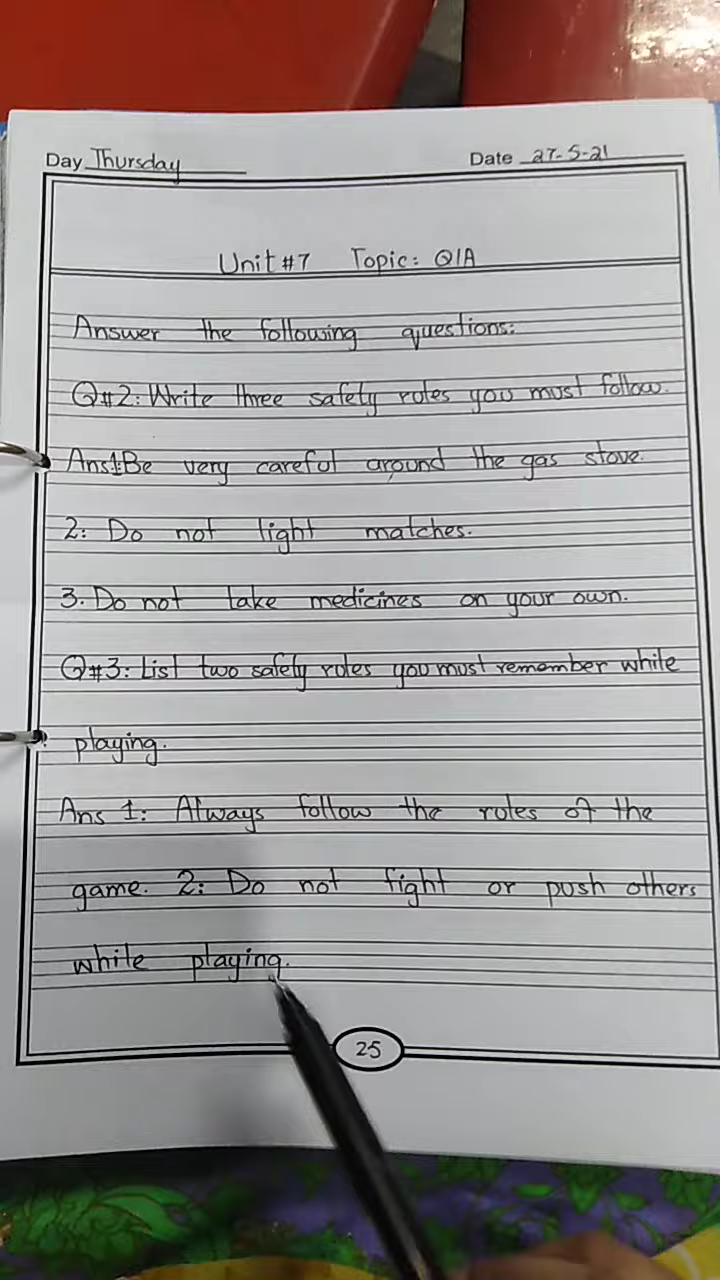 Day Thursday Date 27-5-21
Unit #7 Topic: Q/A
Answer the following questions:
Q#2: Write three safety rules you must follow.
Ans1:Be very careful around the gas stove.
2: Do not light matches.
3. Do not take medicines on your own.
Q#3: List two safety rules you must remember while
playing.
Ans 1: Always follow the rules of the
game. 2: Do not fight or push others
while playing.
25